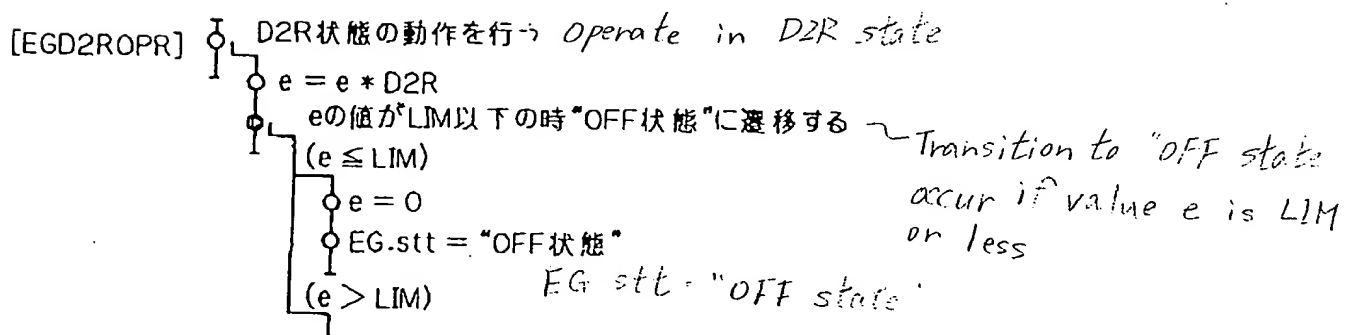 [EGD2ROPR] D2R状態の動作を行う Operate in D2R state
e = e * D2R
eの値がLIM以下の時"OFF状態"に遷移する
Transition to "OFF state
occur if value e is LIM
or less
(e ≦ LIM)
e = 0
EG.stt = "OFF状態"
EG stt = "OFF state"
(e > LIM)